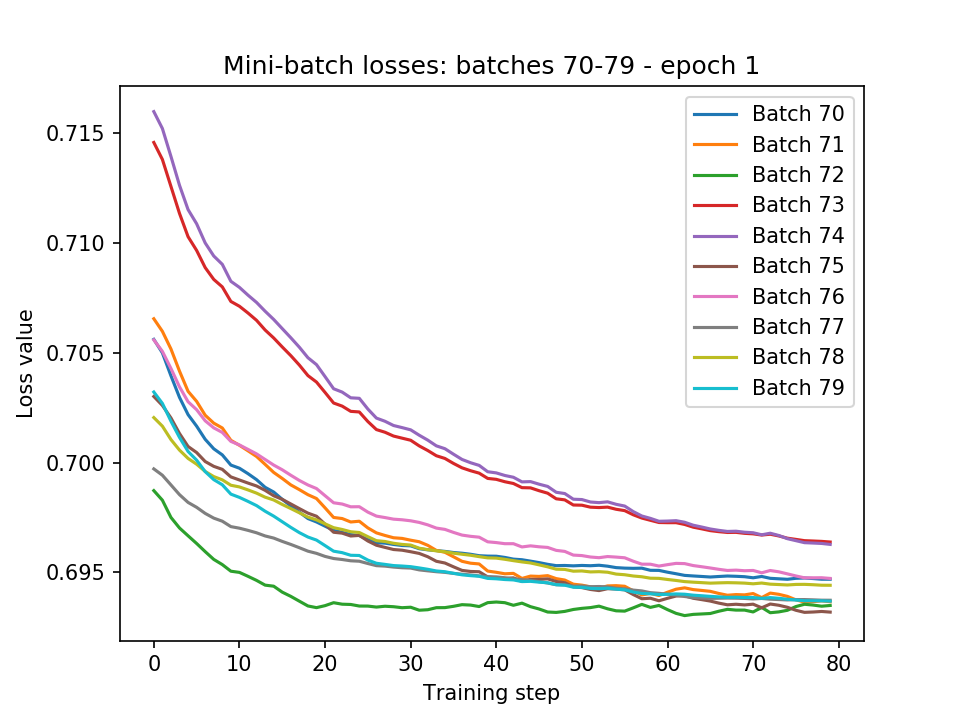 Mini-batch losses: batches 70-79 - epoch 1
0.715
0.710
0.705
0.700
0.695
Loss value
Batch 70
Batch 71
Batch 72
Batch 73
Batch 74
Batch 75
Batch 76
Batch 77
Batch 78
Batch 79
0 10 20 30 40 50 60 70 80
Training step